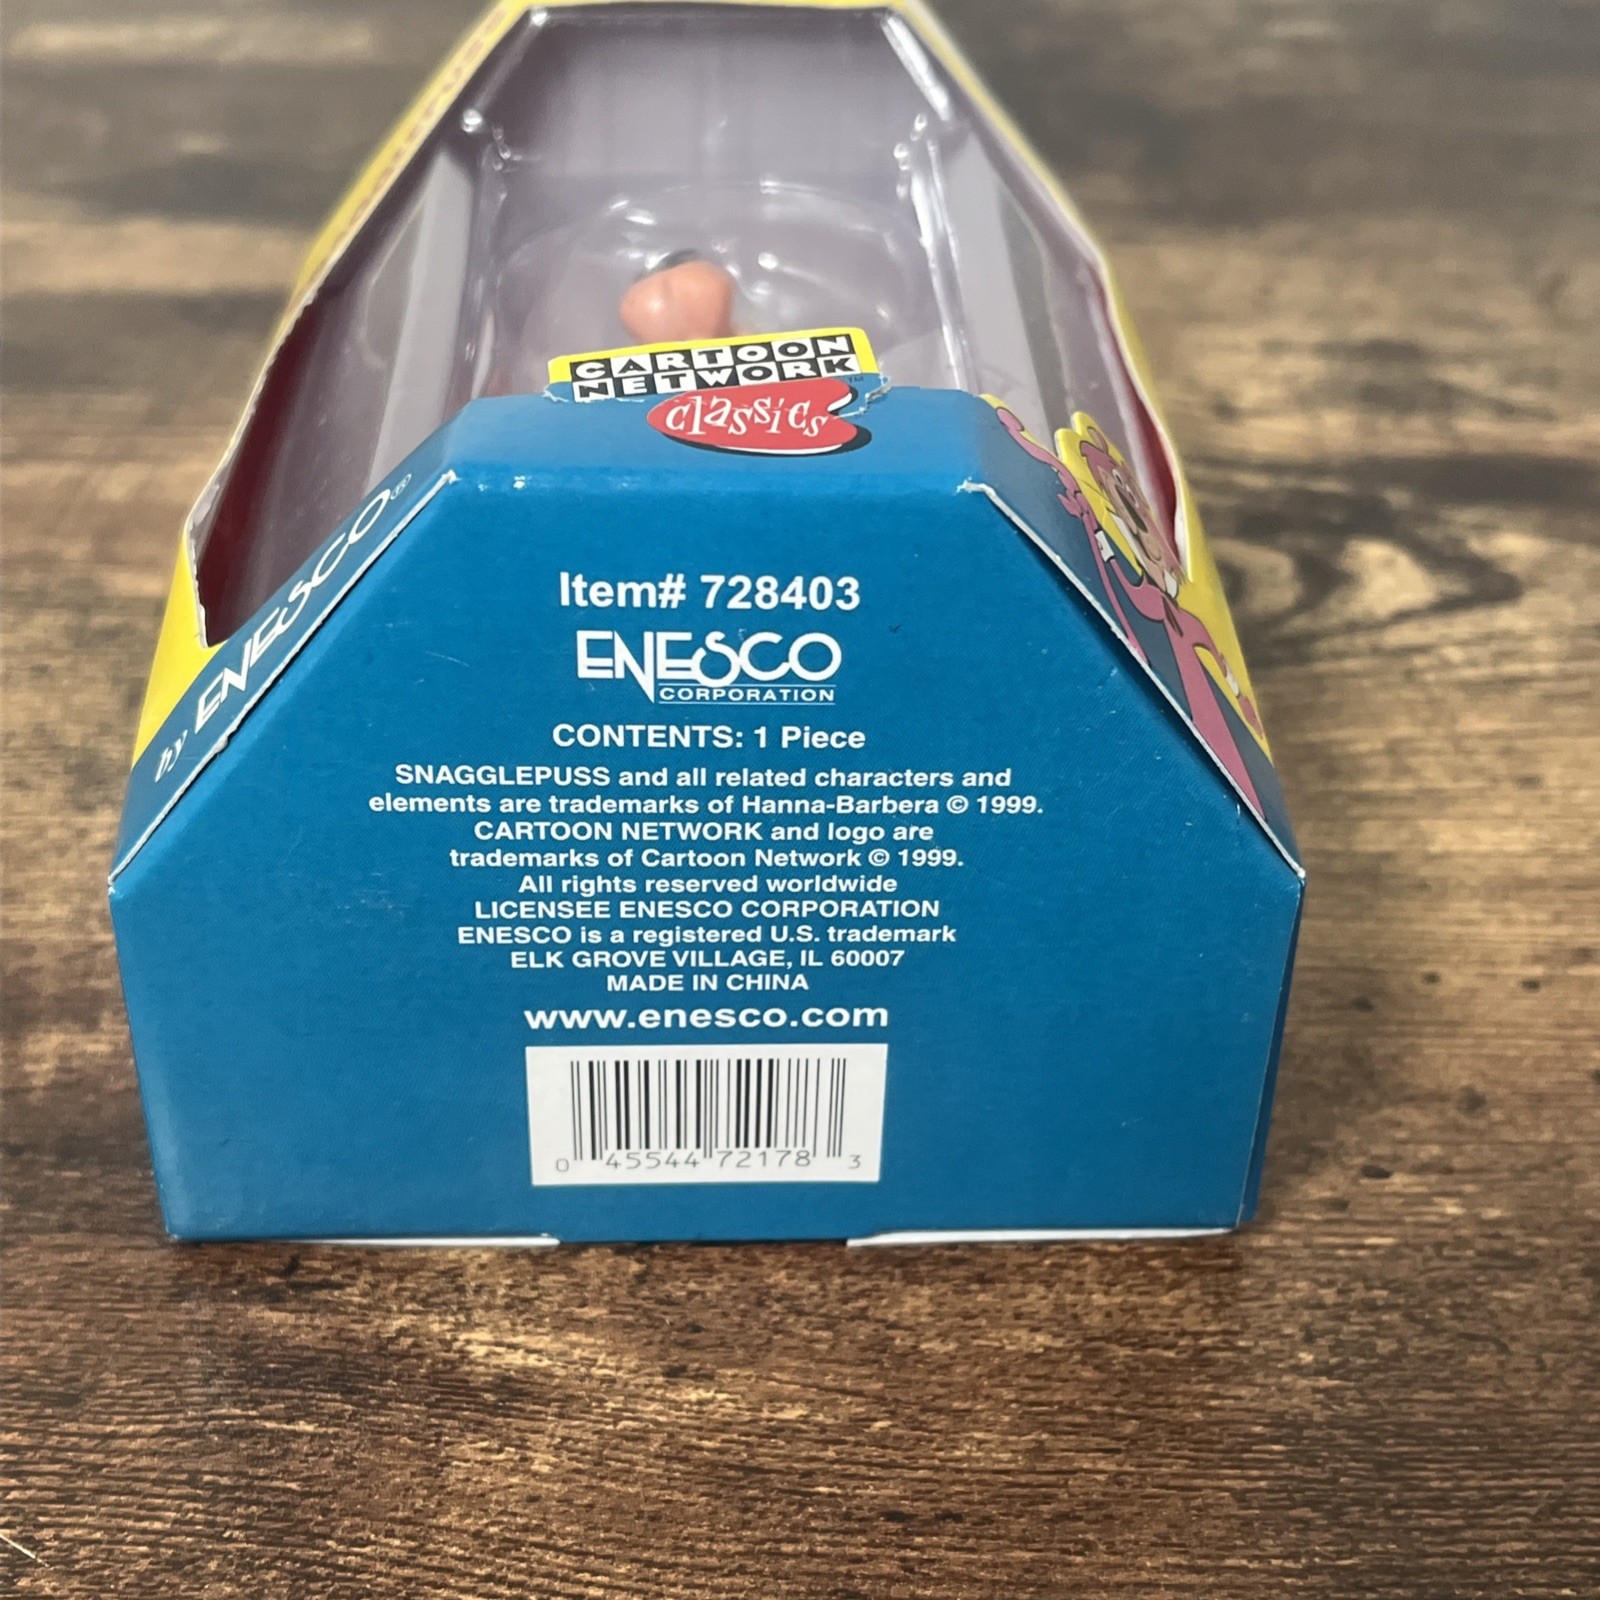 CARTOON
NETWORK™
classics
by ENESCO®
Item# 728403
ENESCO
CORPORATION
CONTENTS: 1 Piece
SNAGGLEPUSS and all related characters and
elements are trademarks of Hanna-Barbera © 1999.
CARTOON NETWORK and logo are
trademarks of Cartoon Network © 1999.
All rights reserved worldwide
LICENSEE ENESCO CORPORATION
ENESCO is a registered U.S. trademark
ELK GROVE VILLAGE, IL 60007
MADE IN CHINA
www.enesco.com
0 45544 72178 3